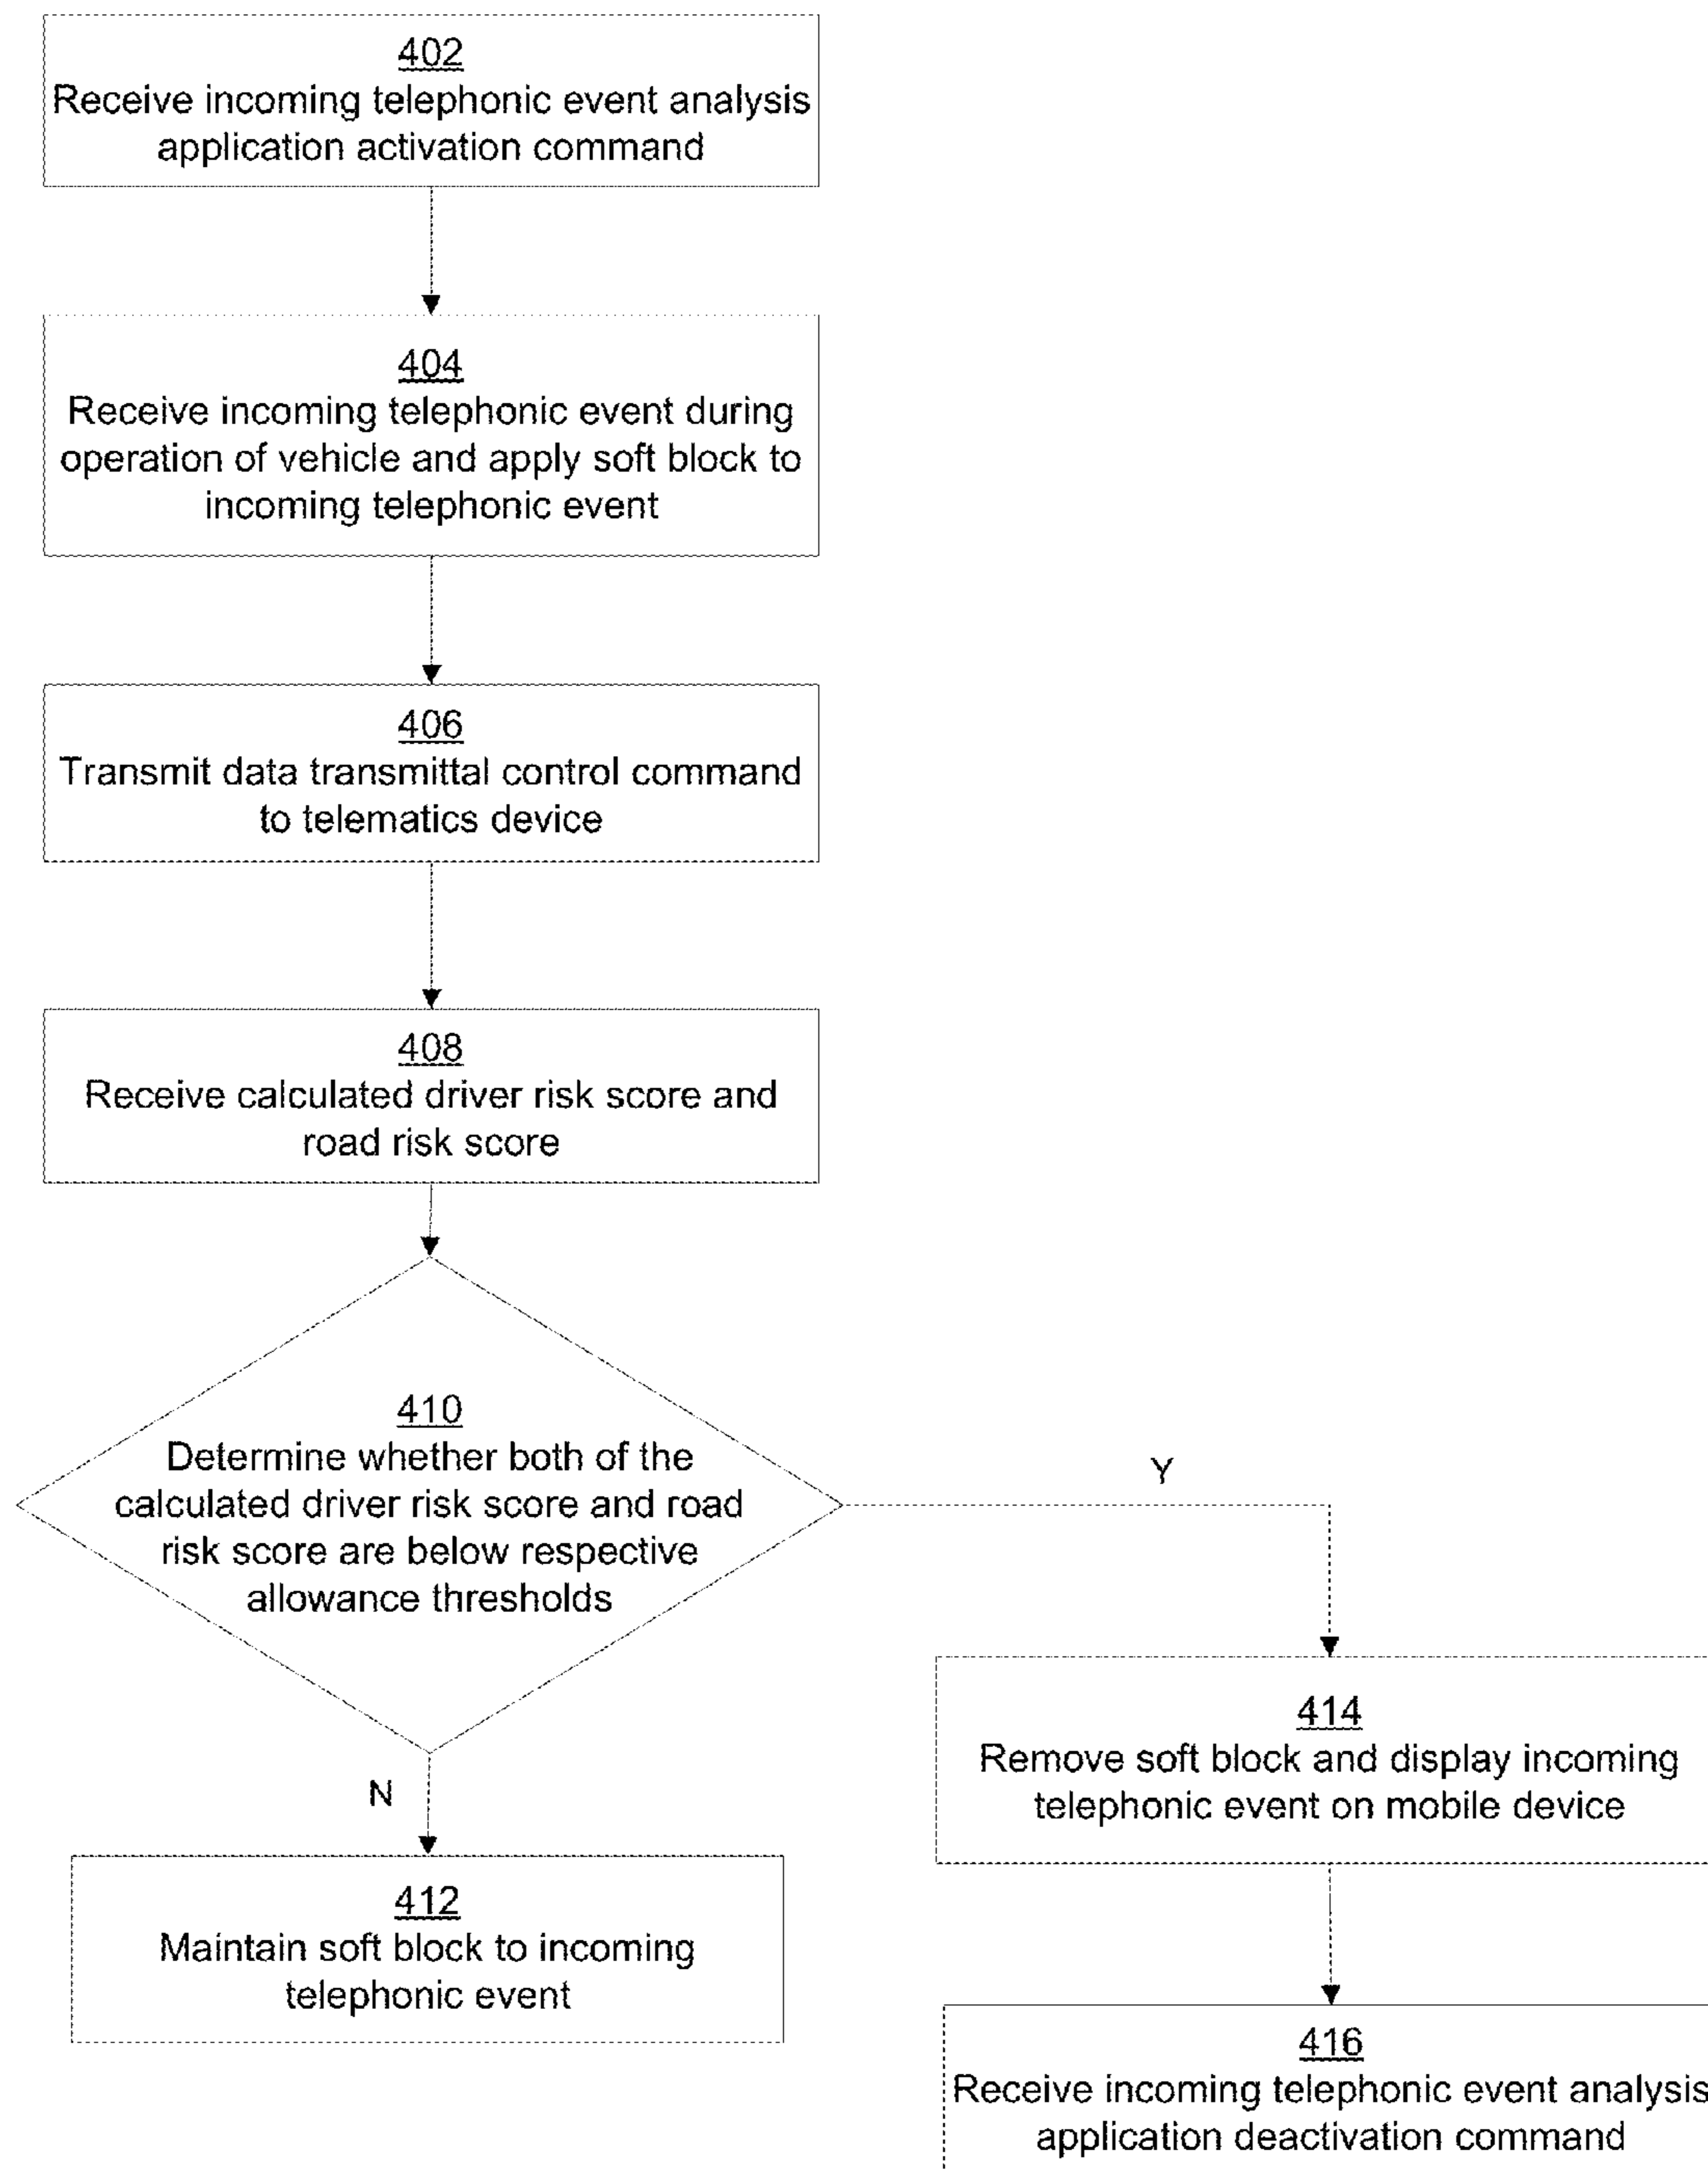 402
Receive incoming telephonic event analysis
application activation command
404
Receive incoming telephonic event during
operation of vehicle and apply soft block to
incoming telephonic event
406
Transmit data transmittal control command
to telematics device
408
Receive calculated driver risk score and
road risk score
410
Determine whether both of the
calculated driver risk score and road
risk score are below respective
allowance thresholds
Y
N
414
Remove soft block and display incoming
telephonic event on mobile device
412
Maintain soft block to incoming
telephonic event
416
Receive incoming telephonic event analysis
application deactivation command